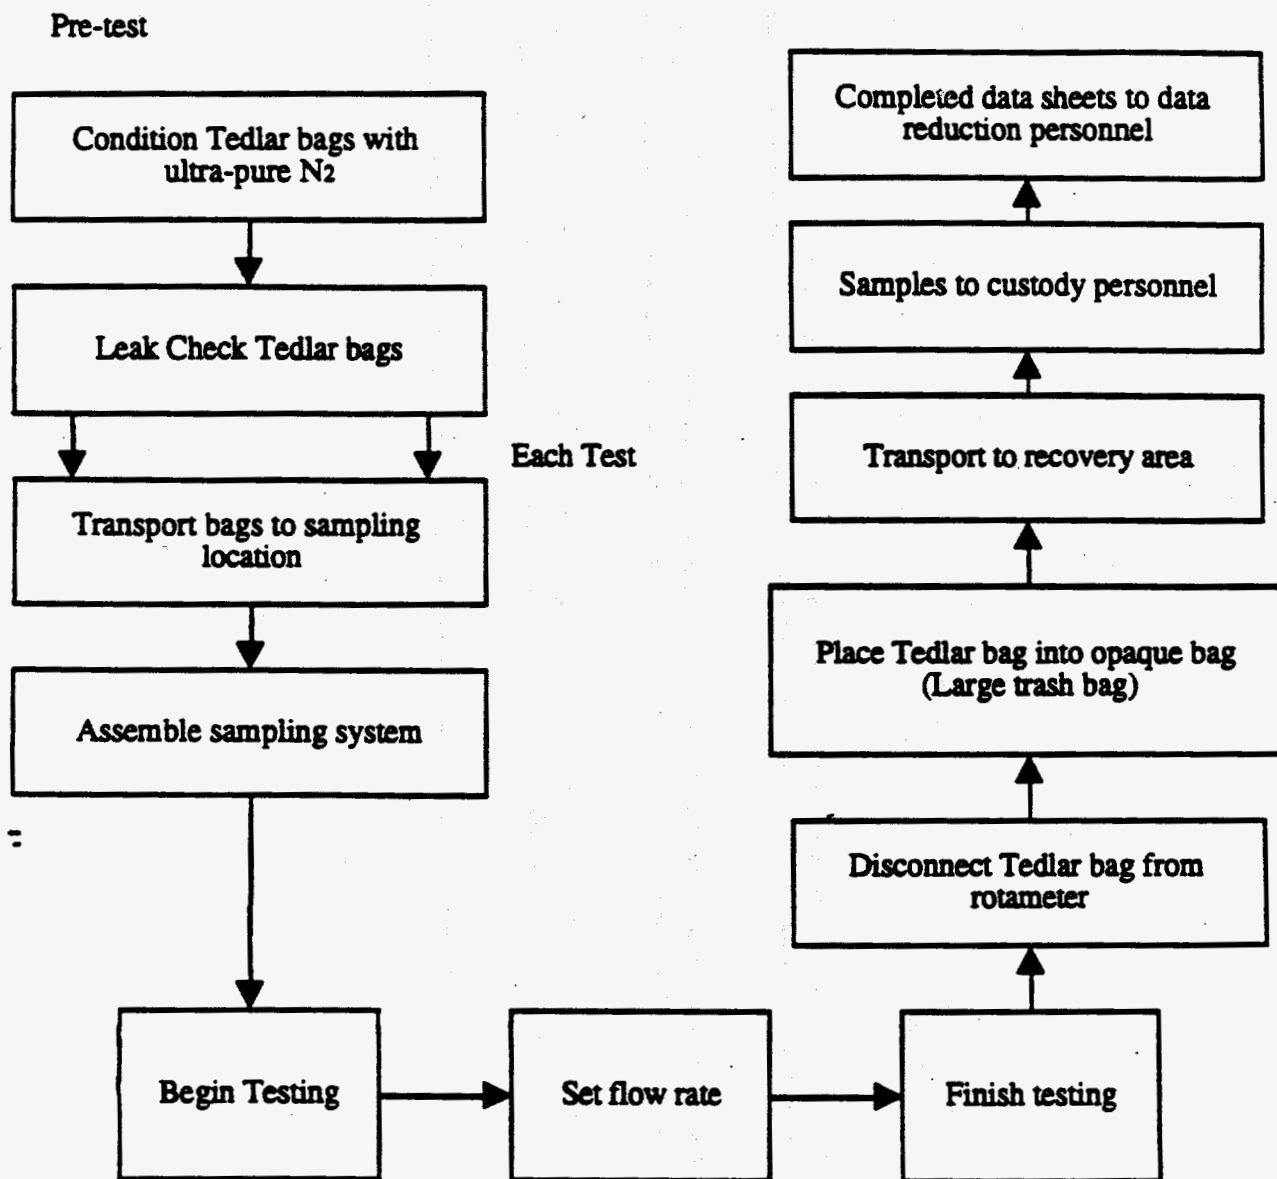 Pre-test
Condition Tedlar bags with
ultra-pure N2
Leak Check Tedlar bags
Each Test
Transport bags to sampling
location
Assemble sampling system
Begin Testing
Set flow rate
Finish testing
Disconnect Tedlar bag from
rotameter
Place Tedlar bag into opaque bag
(Large trash bag)
Transport to recovery area
Samples to custody personnel
Completed data sheets to data
reduction personnel